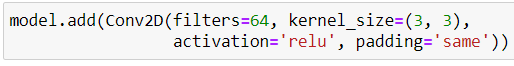 model.add(Conv2D(filters=64, kernel_size=(3, 3),
activation='relu', padding='same'))